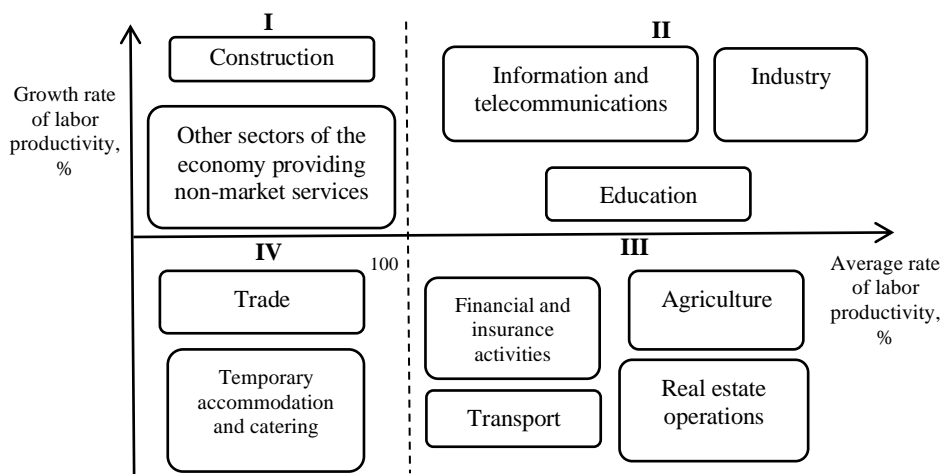 I
II
Construction
Information and
telecommunications
Industry
Growth rate
of labor
productivity,
%
Other sectors of the
economy providing
non-market services
Education
IV
100
III
Average rate
of labor
productivity,
%
Trade
Financial and
insurance
activities
Agriculture
Temporary
accommodation
and catering
Transport
Real estate
operations